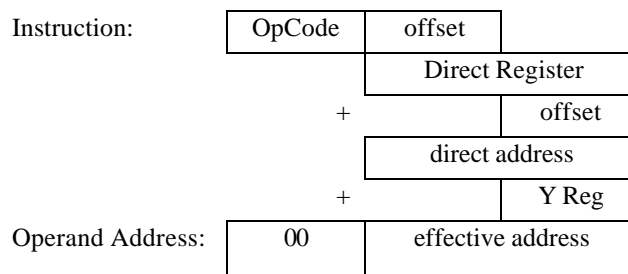 Instruction: OpCode offset
Direct Register
+ offset
direct address
+ Y Reg
Operand Address: 00 effective address